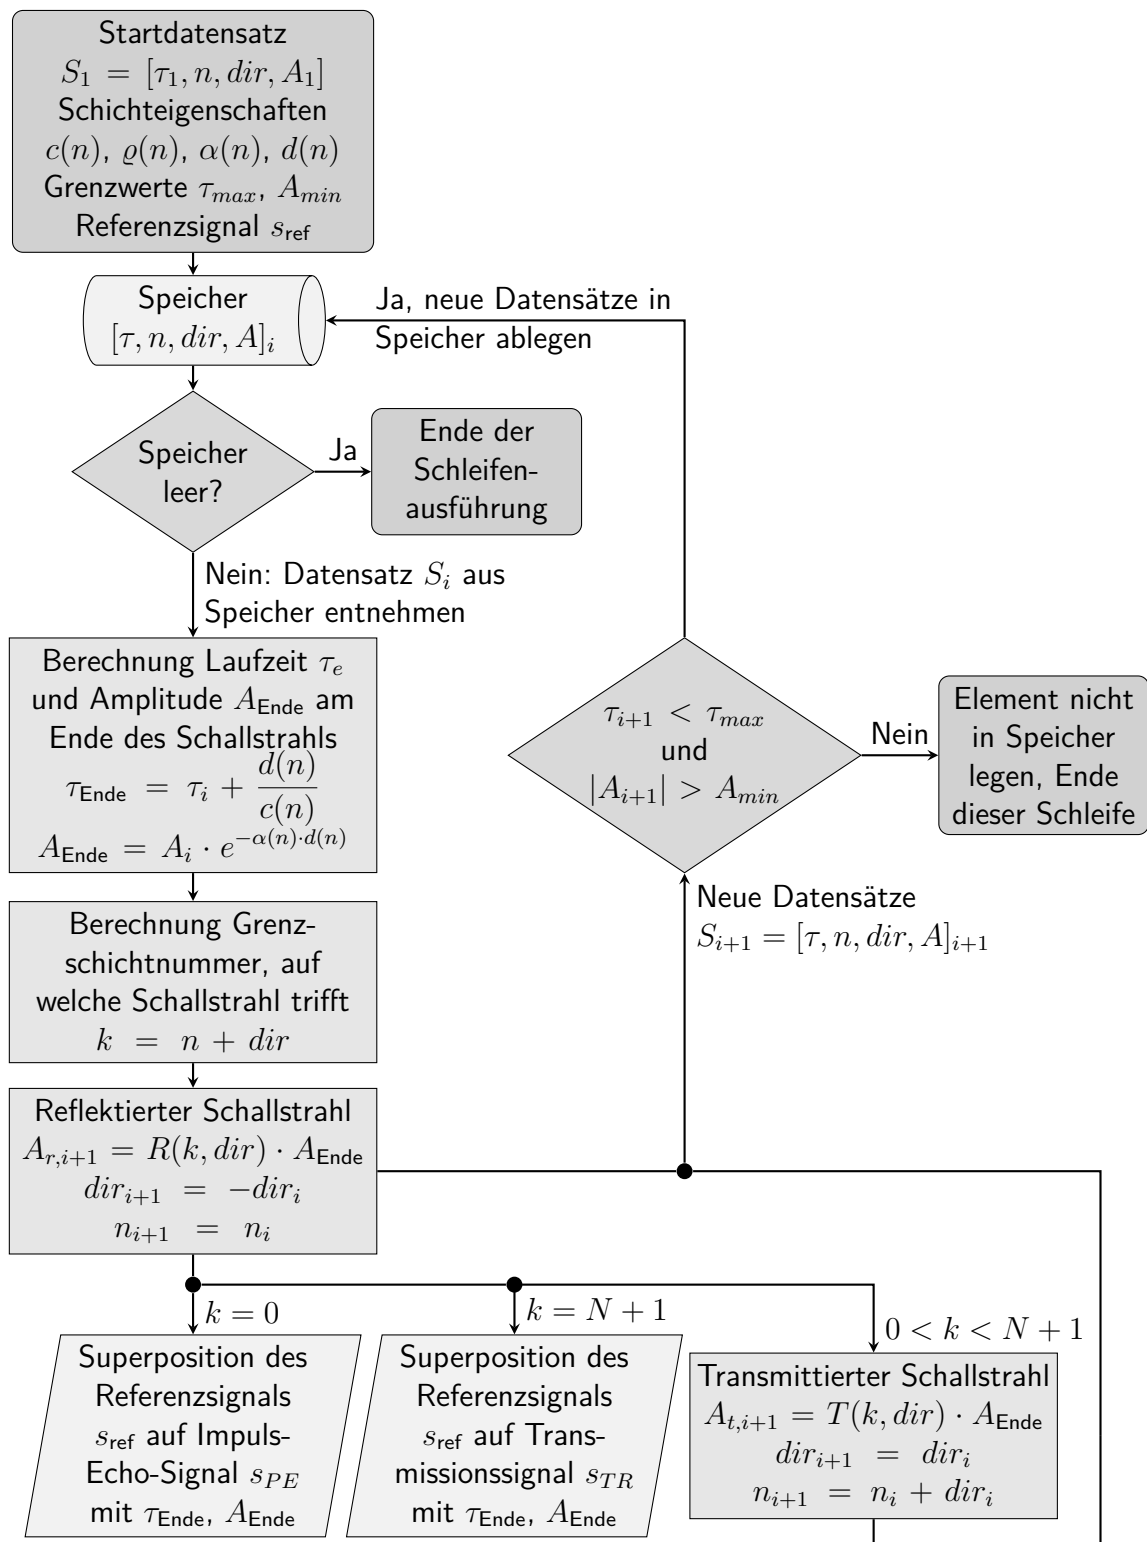 Startdatensatz
S₁ = [τ₁, n, dir, A₁]
Schichteigenschaften
c(n), ϱ(n), α(n), d(n)
Grenzwerte τ_max, A_min
Referenzsignal s_ref
Speicher
[τ, n, dir, A]_i
Ja, neue Datensätze in
Speicher ablegen
Speicher
leer?
Ja
Ende der
Schleifen-
ausführung
Nein: Datensatz S_i aus
Speicher entnehmen
Berechnung Laufzeit τ_e
und Amplitude A_Ende am
Ende des Schallstrahls
τ_Ende = τ_i + d(n)/c(n)
A_Ende = A_i · e^{−α(n)·d(n)}
τ_{i+1} < τ_max
und
|A_{i+1}| > A_min
Nein
Element nicht
in Speicher
legen, Ende
dieser Schleife
Neue Datensätze
S_{i+1} = [τ, n, dir, A]_{i+1}
Berechnung Grenz-
schichtnummer, auf
welche Schallstrahl trifft
k = n + dir
Reflektierter Schallstrahl
A_{r,i+1} = R(k, dir) · A_Ende
dir_{i+1} = −dir_i
n_{i+1} = n_i
k = 0
k = N + 1
0 < k < N + 1
Superposition des
Referenzsignals
s_ref auf Impuls-
Echo-Signal s_PE
mit τ_Ende, A_Ende
Superposition des
Referenzsignals
s_ref auf Trans-
missionssignal s_TR
mit τ_Ende, A_Ende
Transmittierter Schallstrahl
A_{t,i+1} = T(k, dir) · A_Ende
dir_{i+1} = dir_i
n_{i+1} = n_i + dir_i